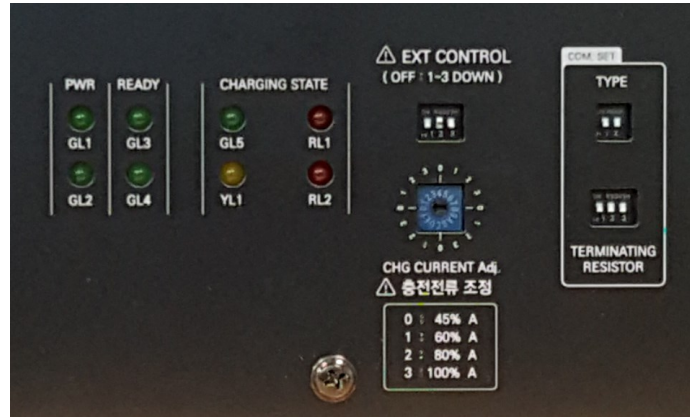 PWR READY
GL1 GL3
GL2 GL4
CHARGING STATE
GL5 RL1
YL1 RL2
⚠ EXT CONTROL
( OFF : 1-3 DOWN )
CHG CURRENT Adj.
⚠ 충전전류 조정
0 : 45% A
1 : 60% A
2 : 80% A
3 : 100% A
COM. SET
TYPE
TERMINATING
RESISTOR